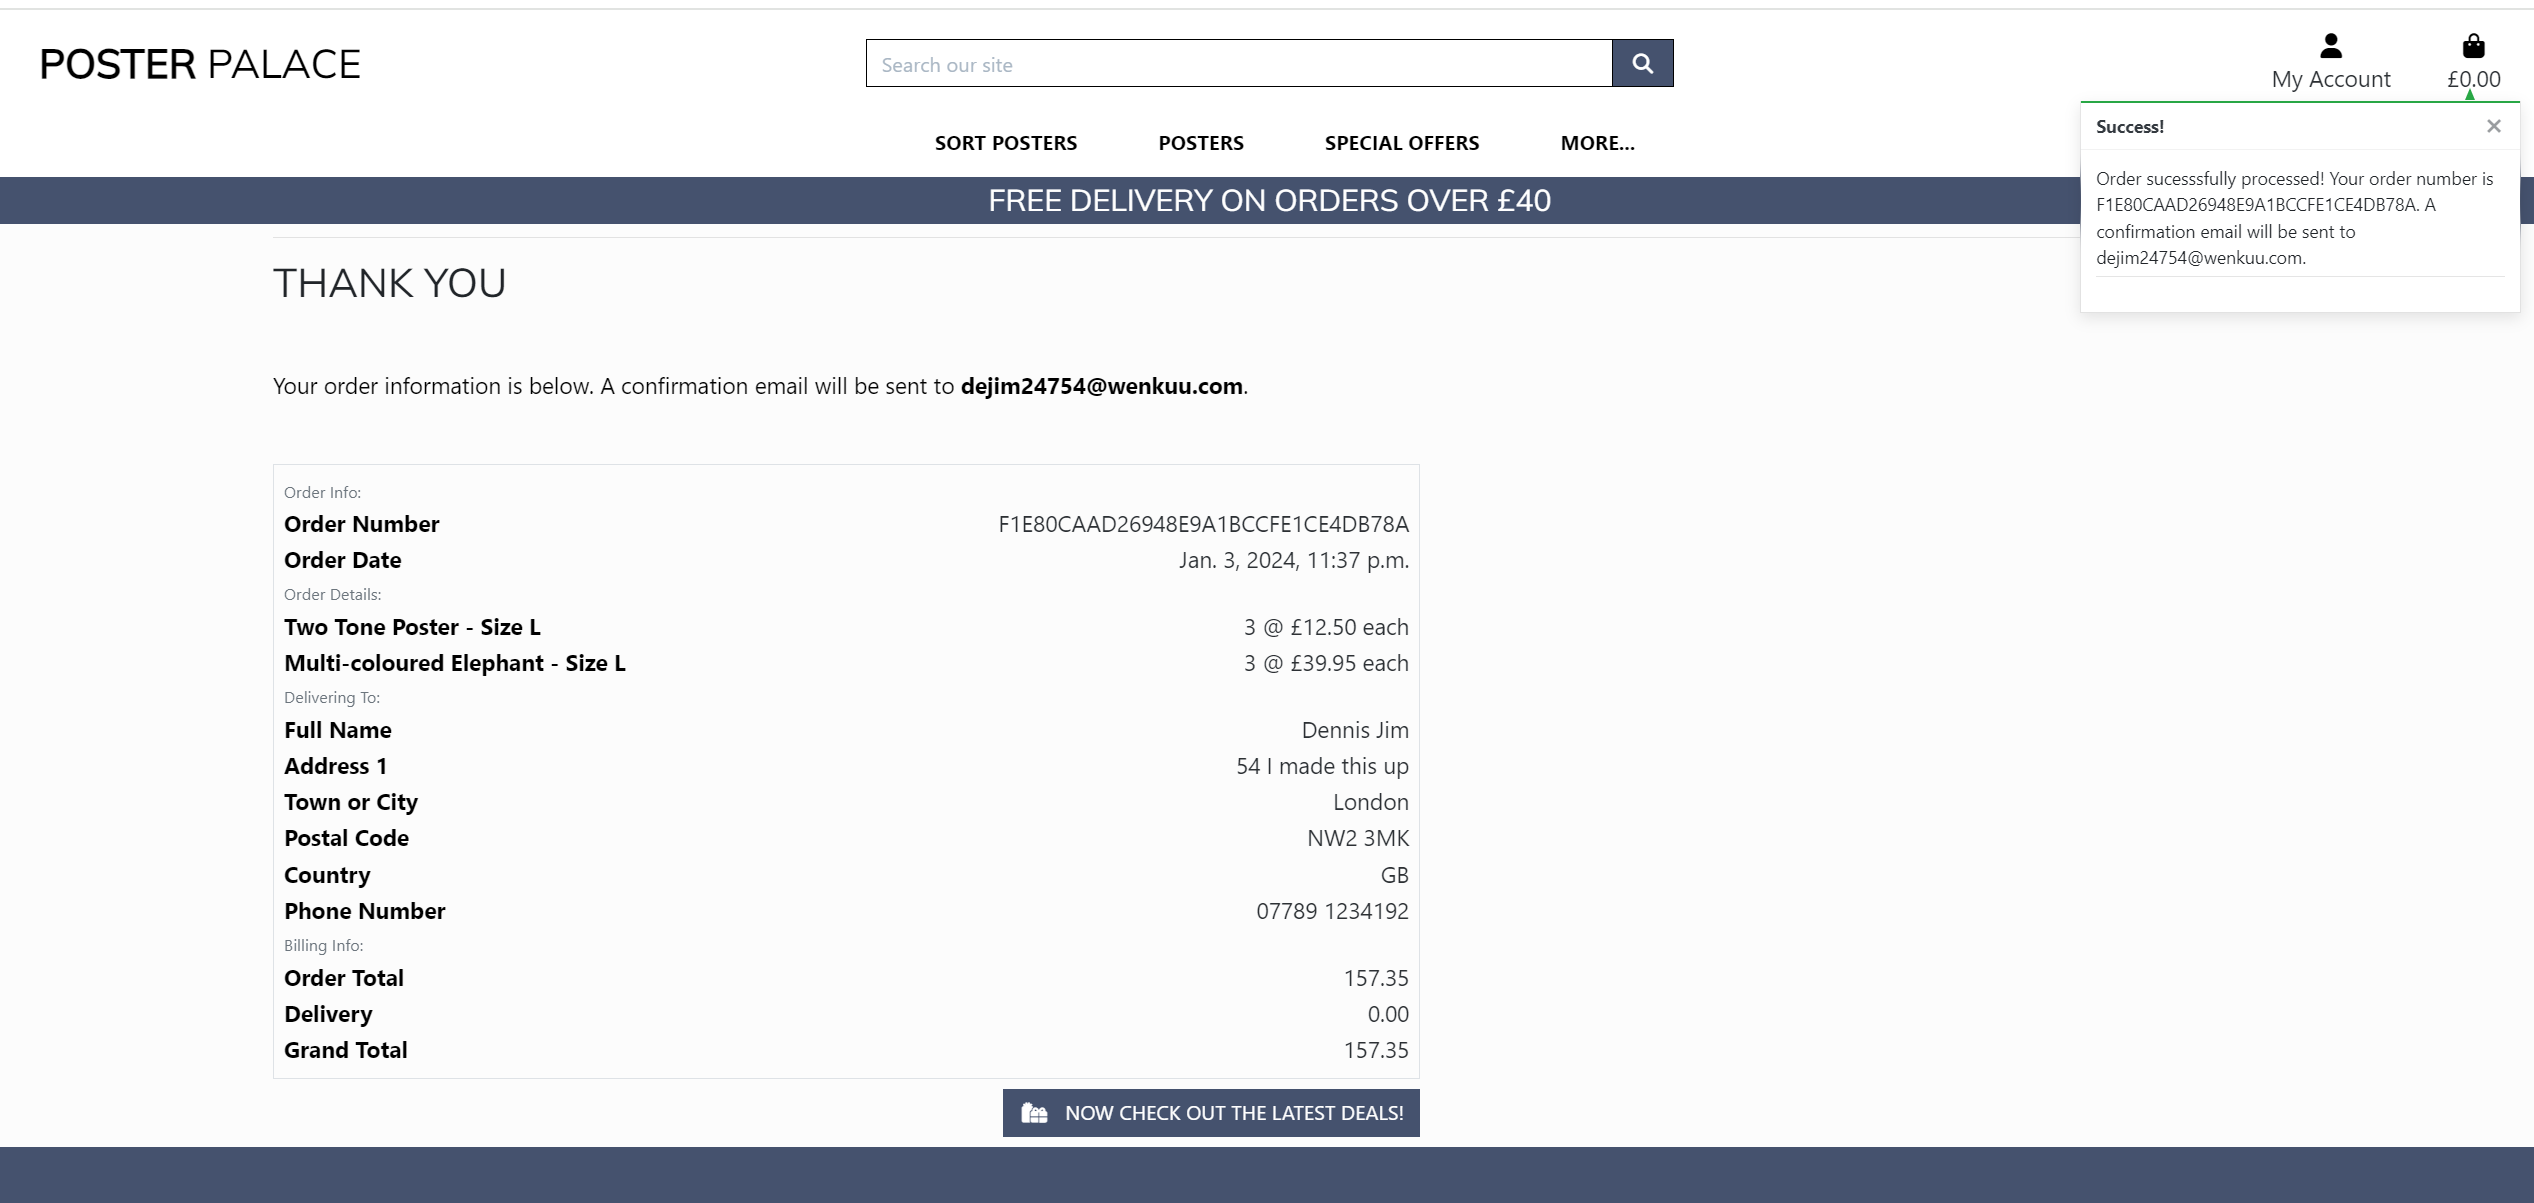 POSTER PALACE
Search our site
My Account
£0.00
SORT POSTERS
POSTERS
SPECIAL OFFERS
MORE...
Success!
Order sucesssfully processed! Your order number is
F1E80CAAD26948E9A1BCCFE1CE4DB78A. A
confirmation email will be sent to
dejim24754@wenkuu.com.
FREE DELIVERY ON ORDERS OVER £40
THANK YOU
Your order information is below. A confirmation email will be sent to dejim24754@wenkuu.com.
Order Info:
Order Number F1E80CAAD26948E9A1BCCFE1CE4DB78A
Order Date Jan. 3, 2024, 11:37 p.m.
Order Details:
Two Tone Poster - Size L 3 @ £12.50 each
Multi-coloured Elephant - Size L 3 @ £39.95 each
Delivering To:
Full Name Dennis Jim
Address 1 54 I made this up
Town or City London
Postal Code NW2 3MK
Country GB
Phone Number 07789 1234192
Billing Info:
Order Total 157.35
Delivery 0.00
Grand Total 157.35
NOW CHECK OUT THE LATEST DEALS!